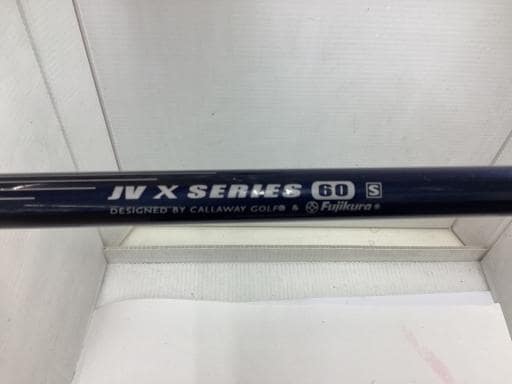 JV X SERIES 60 S
DESIGNED BY CALLAWAY GOLF® & Fujikura®